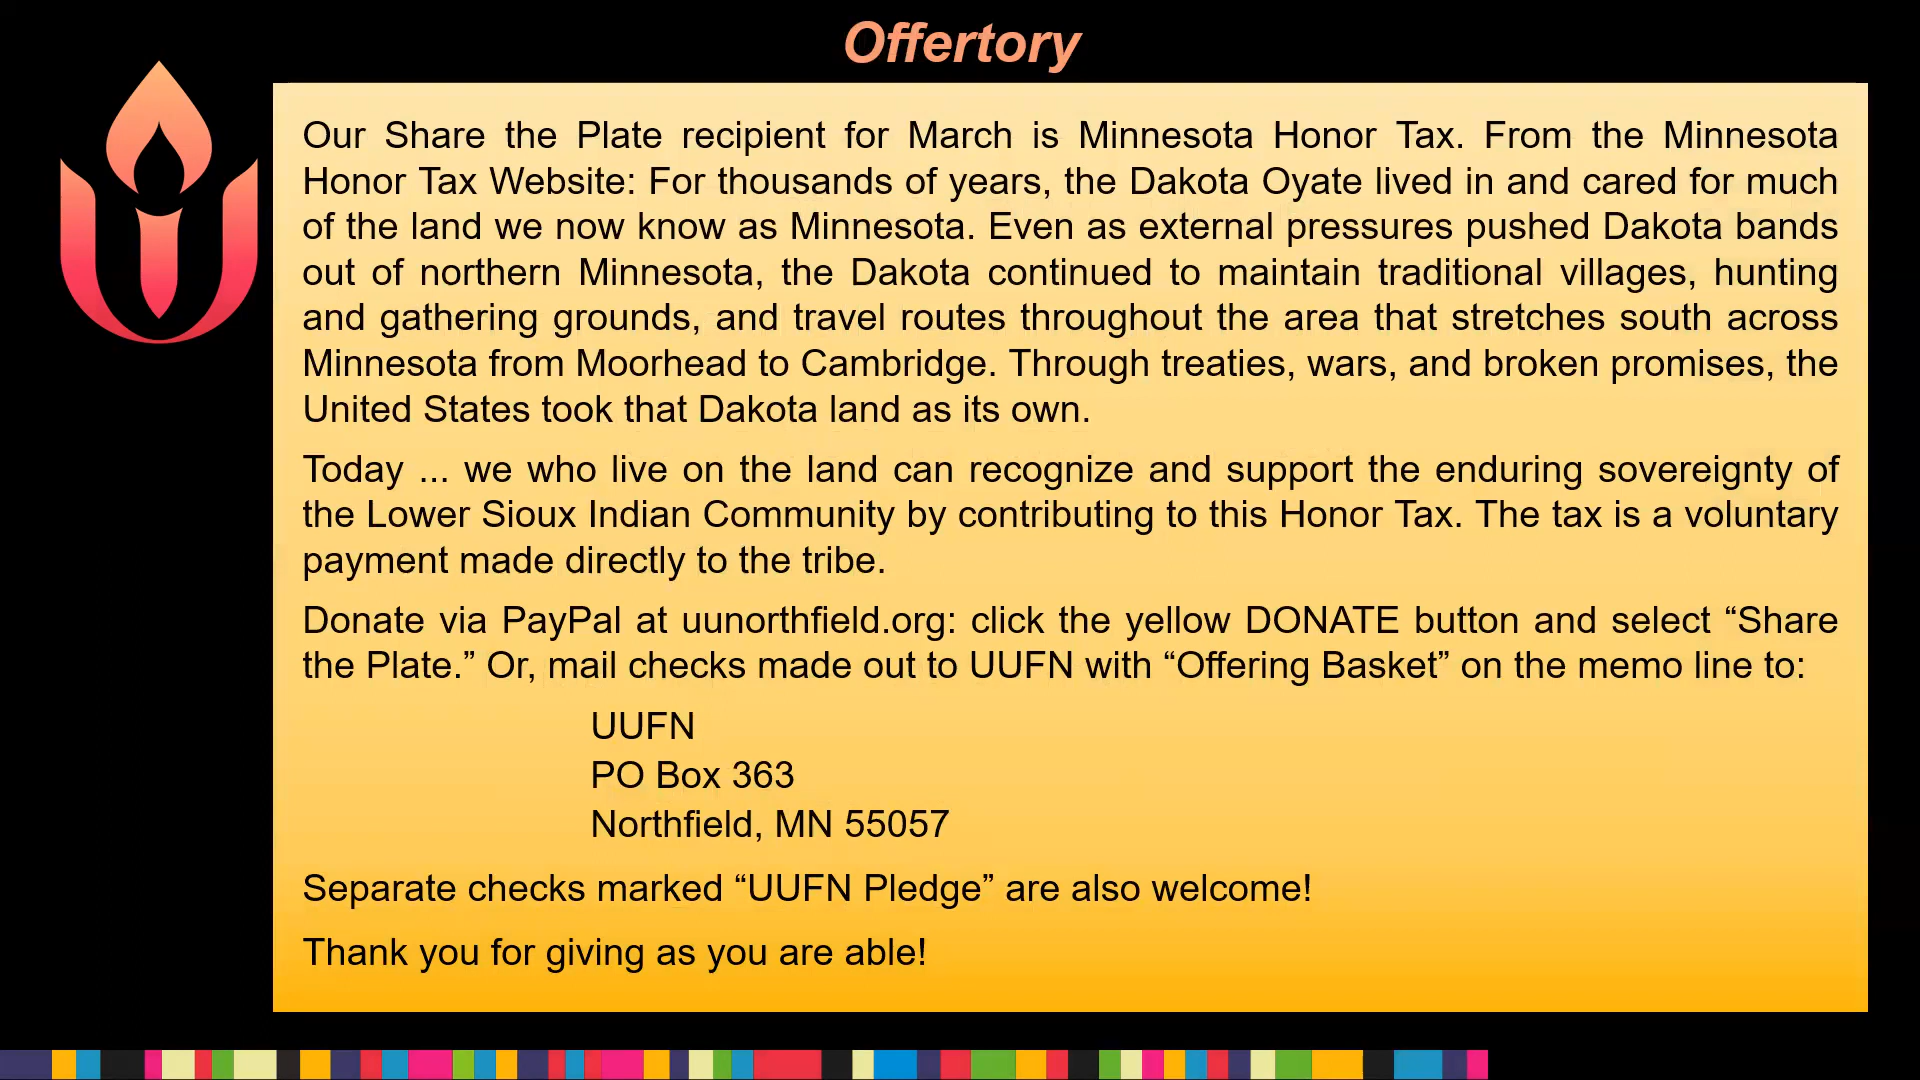 Offertory
Our Share the Plate recipient for March is Minnesota Honor Tax. From the Minnesota
Honor Tax Website: For thousands of years, the Dakota Oyate lived in and cared for much
of the land we now know as Minnesota. Even as external pressures pushed Dakota bands
out of northern Minnesota, the Dakota continued to maintain traditional villages, hunting
and gathering grounds, and travel routes throughout the area that stretches south across
Minnesota from Moorhead to Cambridge. Through treaties, wars, and broken promises, the
United States took that Dakota land as its own.
Today ... we who live on the land can recognize and support the enduring sovereignty of
the Lower Sioux Indian Community by contributing to this Honor Tax. The tax is a voluntary
payment made directly to the tribe.
Donate via PayPal at uunorthfield.org: click the yellow DONATE button and select “Share
the Plate.” Or, mail checks made out to UUFN with “Offering Basket” on the memo line to:
UUFN
PO Box 363
Northfield, MN 55057
Separate checks marked “UUFN Pledge” are also welcome!
Thank you for giving as you are able!